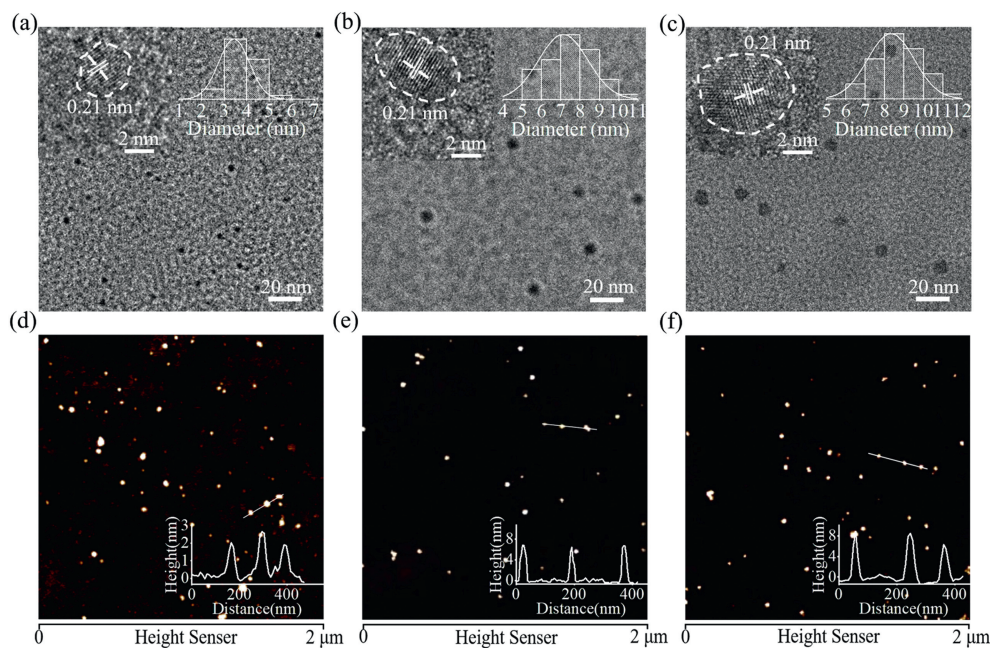 (a)
0.21 nm
2 nm
1 2 3 4 5 6 7
Diameter (nm)
20 nm
(b)
0.21 nm
2 nm
4 5 6 7 8 9 10 11
Diameter (nm)
20 nm
(c)
0.21 nm
2 nm
5 6 7 8 9 10 11 12
Diameter (nm)
20 nm
(d)
Height(nm)
3
2
1
0
0 200 400
Distance(nm)
0 Height Senser 2 μm
(e)
Height(nm)
8
4
0
0 200 400
Distance(nm)
0 Height Senser 2 μm
(f)
Height(nm)
8
4
0
0 200 400
Distance(nm)
0 Height Senser 2 μm